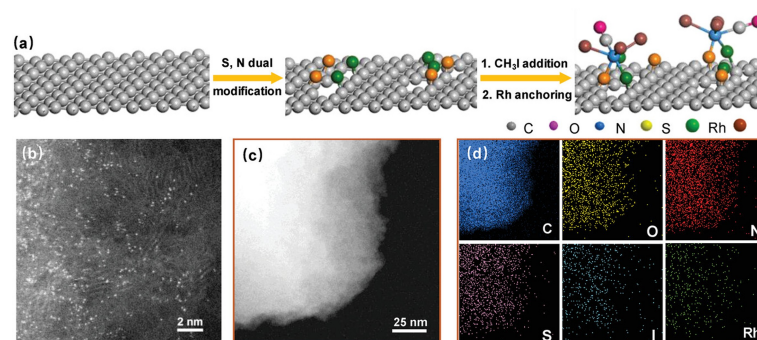 (a)
S, N dual
modification
1. CH3I addition
2. Rh anchoring
C O N S Rh
(b)
2 nm
(c)
25 nm
(d)
C
O
N
S
I
Rh